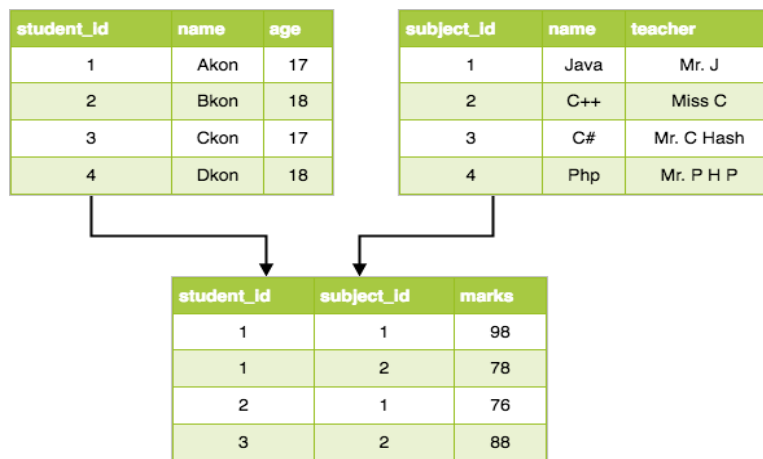 student_id name age
1 Akon 17
2 Bkon 18
3 Ckon 17
4 Dkon 18
subject_id name teacher
1 Java Mr. J
2 C++ Miss C
3 C# Mr. C Hash
4 Php Mr. P H P
student_id subject_id marks
1 1 98
1 2 78
2 1 76
3 2 88